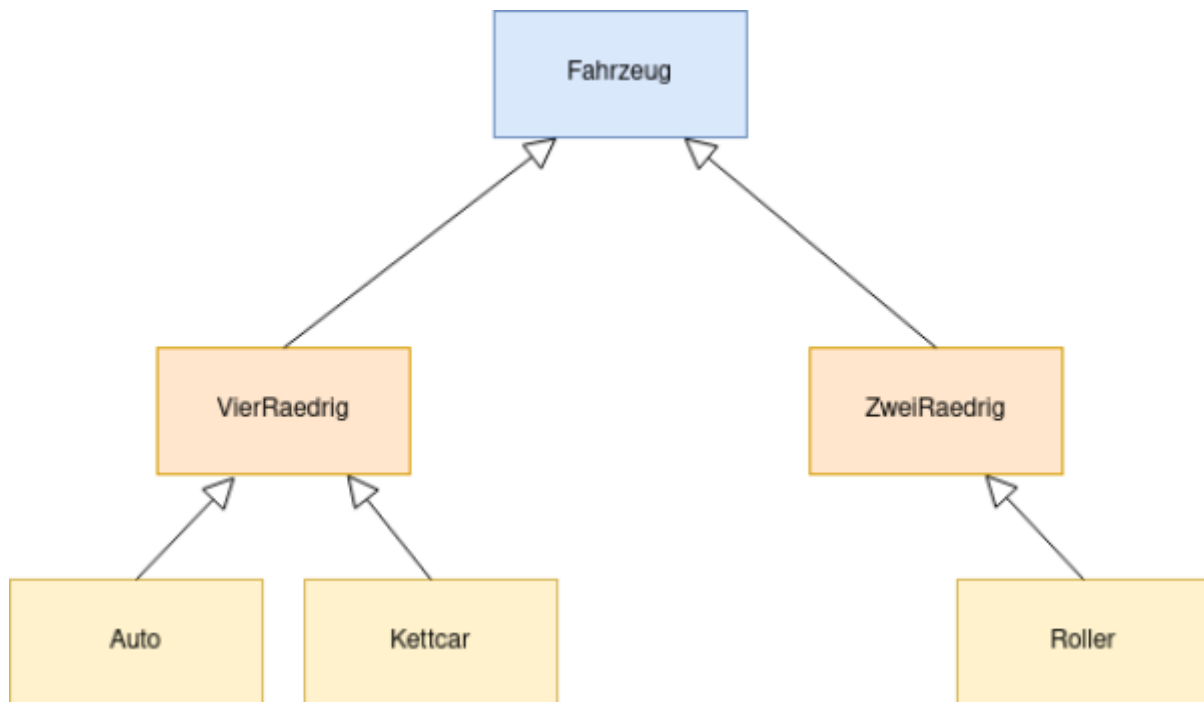 Fahrzeug
VierRaedrig
ZweiRaedrig
Auto
Kettcar
Roller